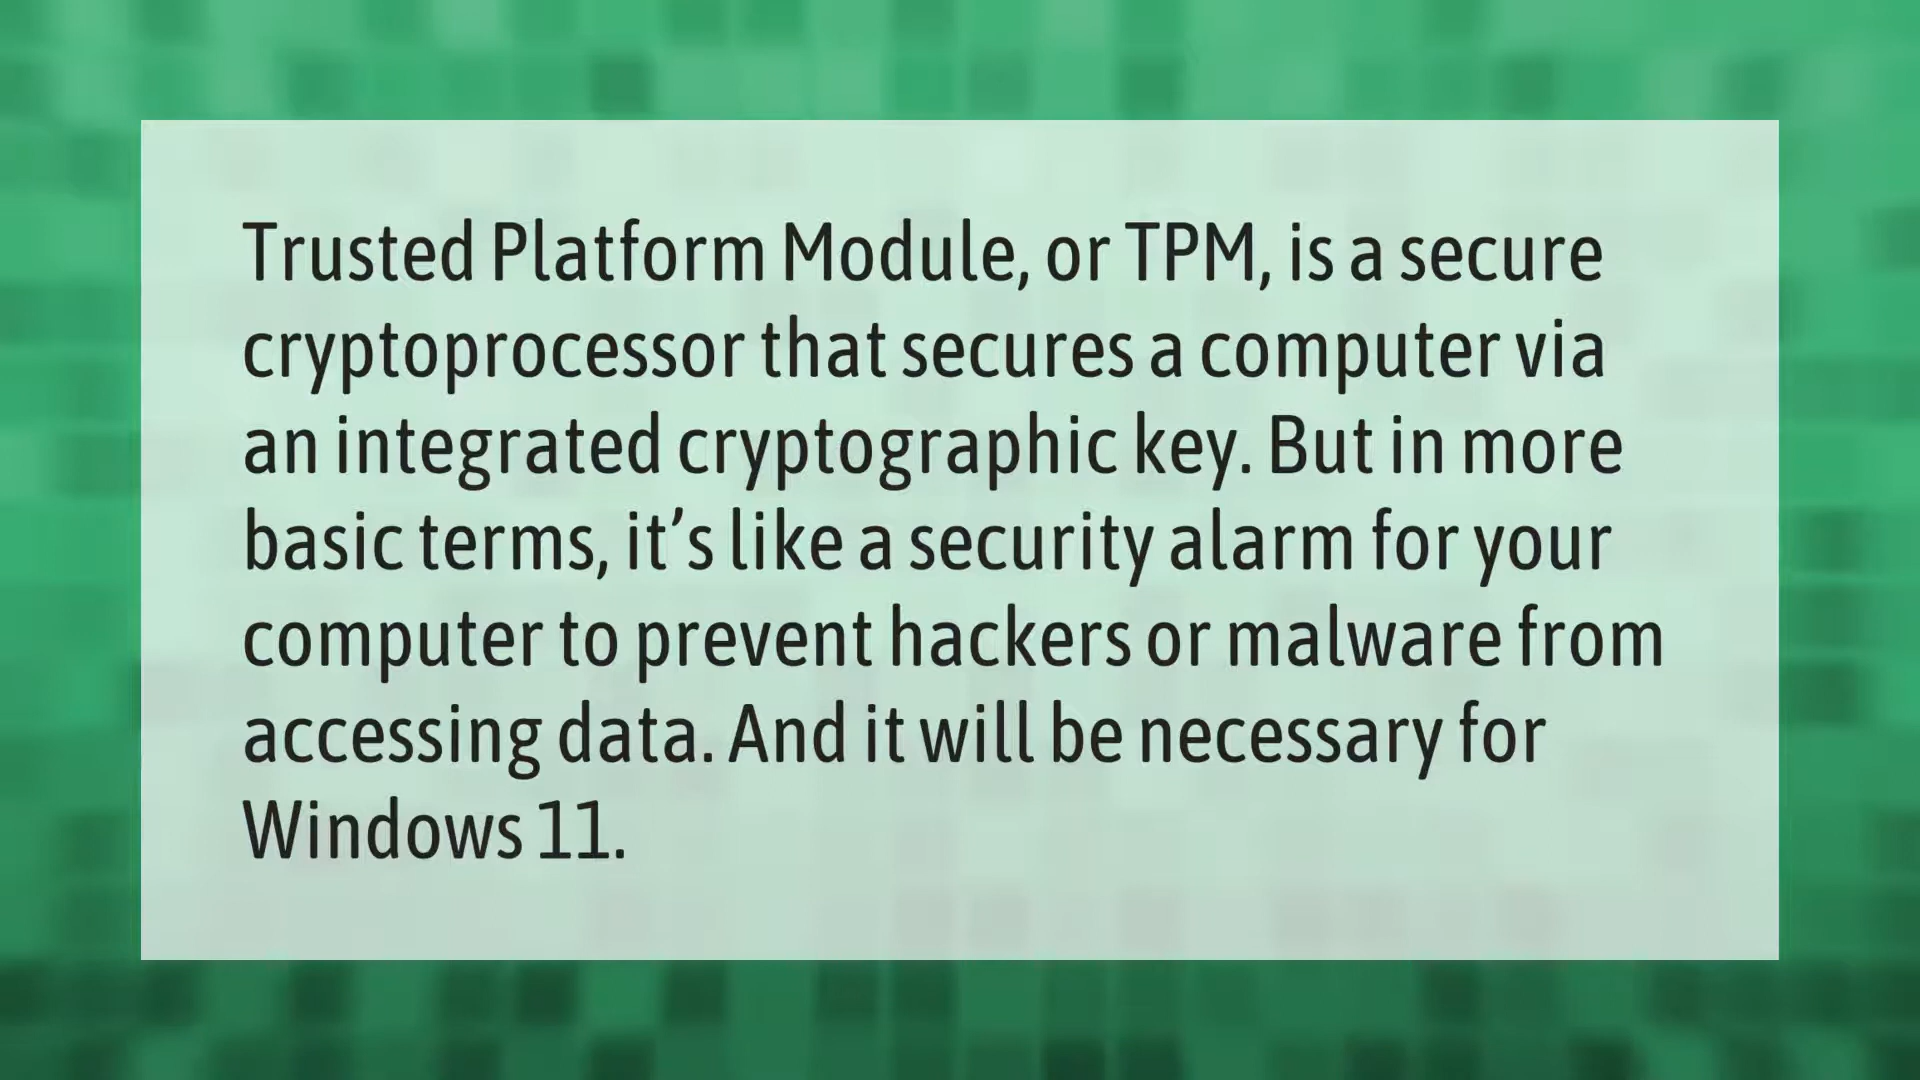 Trusted Platform Module, or TPM, is a secure
cryptoprocessor that secures a computer via
an integrated cryptographic key. But in more
basic terms, it’s like a security alarm for your
computer to prevent hackers or malware from
accessing data. And it will be necessary for
Windows 11.